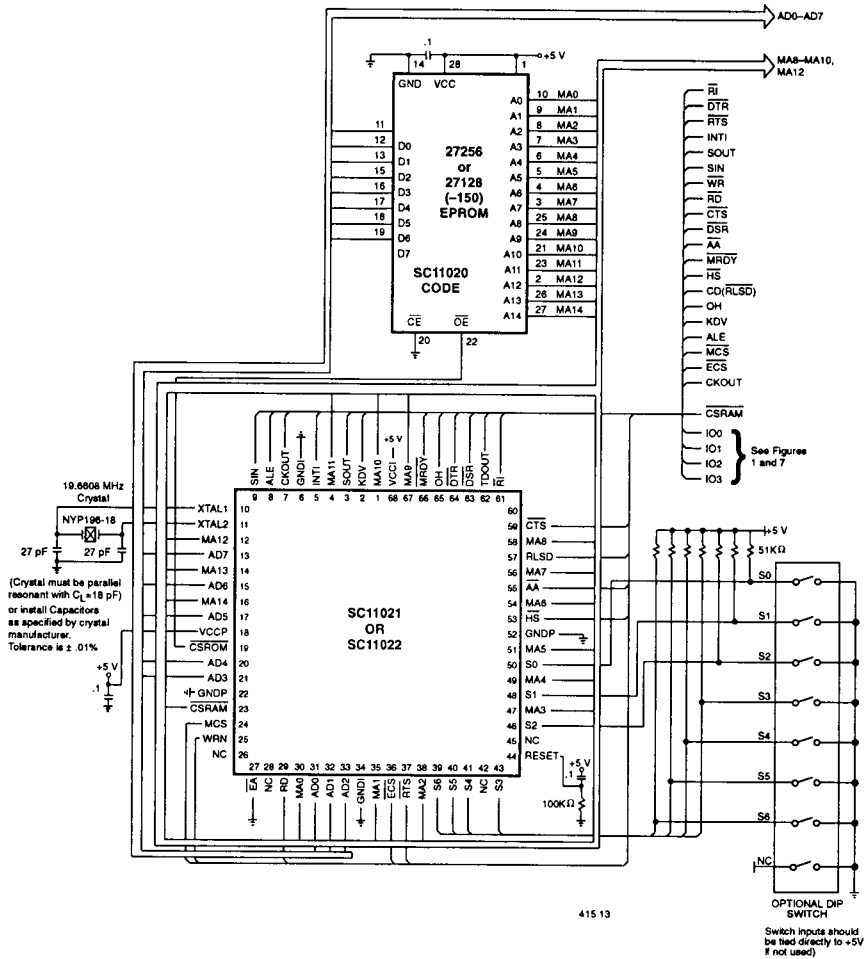 AD0–AD7
MA8–MA10,
MA12
.1
+5 V
14 28 1
GND VCC
11
12 D0
13 D1
15 D2
16 D3
17 D4
18 D5
19 D6
D7
27256
or
27128
(–150)
EPROM
SC11020
CODE
A0 10 MA0
A1 9 MA1
A2 8 MA2
A3 7 MA3
A4 6 MA4
A5 5 MA5
A6 4 MA6
A7 3 MA7
A8 25 MA8
A9 24 MA9
A10 21 MA10
A11 23 MA11
A12 2 MA12
A13 26 MA13
A14 27 MA14
CE OE
20 22
RI
DTR
RTS
INTI
SOUT
SIN
WR
RD
CTS
DSR
AA
MRDY
HS
CD(RLSD)
OH
KDV
ALE
MCS
ECS
CKOUT
CSRAM
IO0
IO1
IO2
IO3
See Figures
1 and 7
+5 V
SIN ALE CKOUT GNDI INTI MA11 SOUT KDV MA10 VCCI MA9 MRDY OH DTR DSR TDOUT RI
9 8 7 6 5 4 3 2 1 68 67 66 65 64 63 62 61
19.6608 MHz
Crystal
NYP196-18
27 pF 27 pF
(Crystal must be parallel
resonant with CL=18 pF)
or install Capacitors
as specified by crystal
manufacturer.
Tolerance is ± .01%
+5 V
.1
XTAL1 10
XTAL2 11
MA12 12
AD7 13
MA13 14
AD6 15
MA14 16
AD5 17
VCCP 18
CSROM 19
AD4 20
AD3 21
GNDP 22
CSRAM 23
MCS 24
WRN 25
NC 26
SC11021
OR
SC11022
60
59 CTS
58 MA8
57 RLSD
56 MA7
55 AA
54 MA6
53 HS
52 GNDP
51 MA5
50 S0
49 MA4
48 S1
47 MA3
46 S2
45 NC
44 RESET
+5 V
.1
100KΩ
27 28 29 30 31 32 33 34 35 36 37 38 39 40 41 42 43
EA NC RD MA0 AD0 AD1 AD2 GNDI MA1 ECS RTS MA2 S6 S5 S4 NC S3
+5 V
51KΩ
S0
S1
S2
S3
S4
S5
S6
NC
OPTIONAL DIP
SWITCH
Switch inputs should
be tied directly to +5V
if not used)
415 13